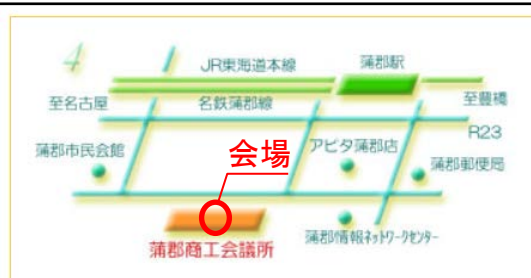 JR東海道本線
蒲郡駅
至名古屋
名鉄蒲郡線
至豊橋
R23
蒲郡市民会館
会場
アピタ蒲郡店
蒲郡郵便局
蒲郡商工会議所
蒲郡情報ネットワークセンター